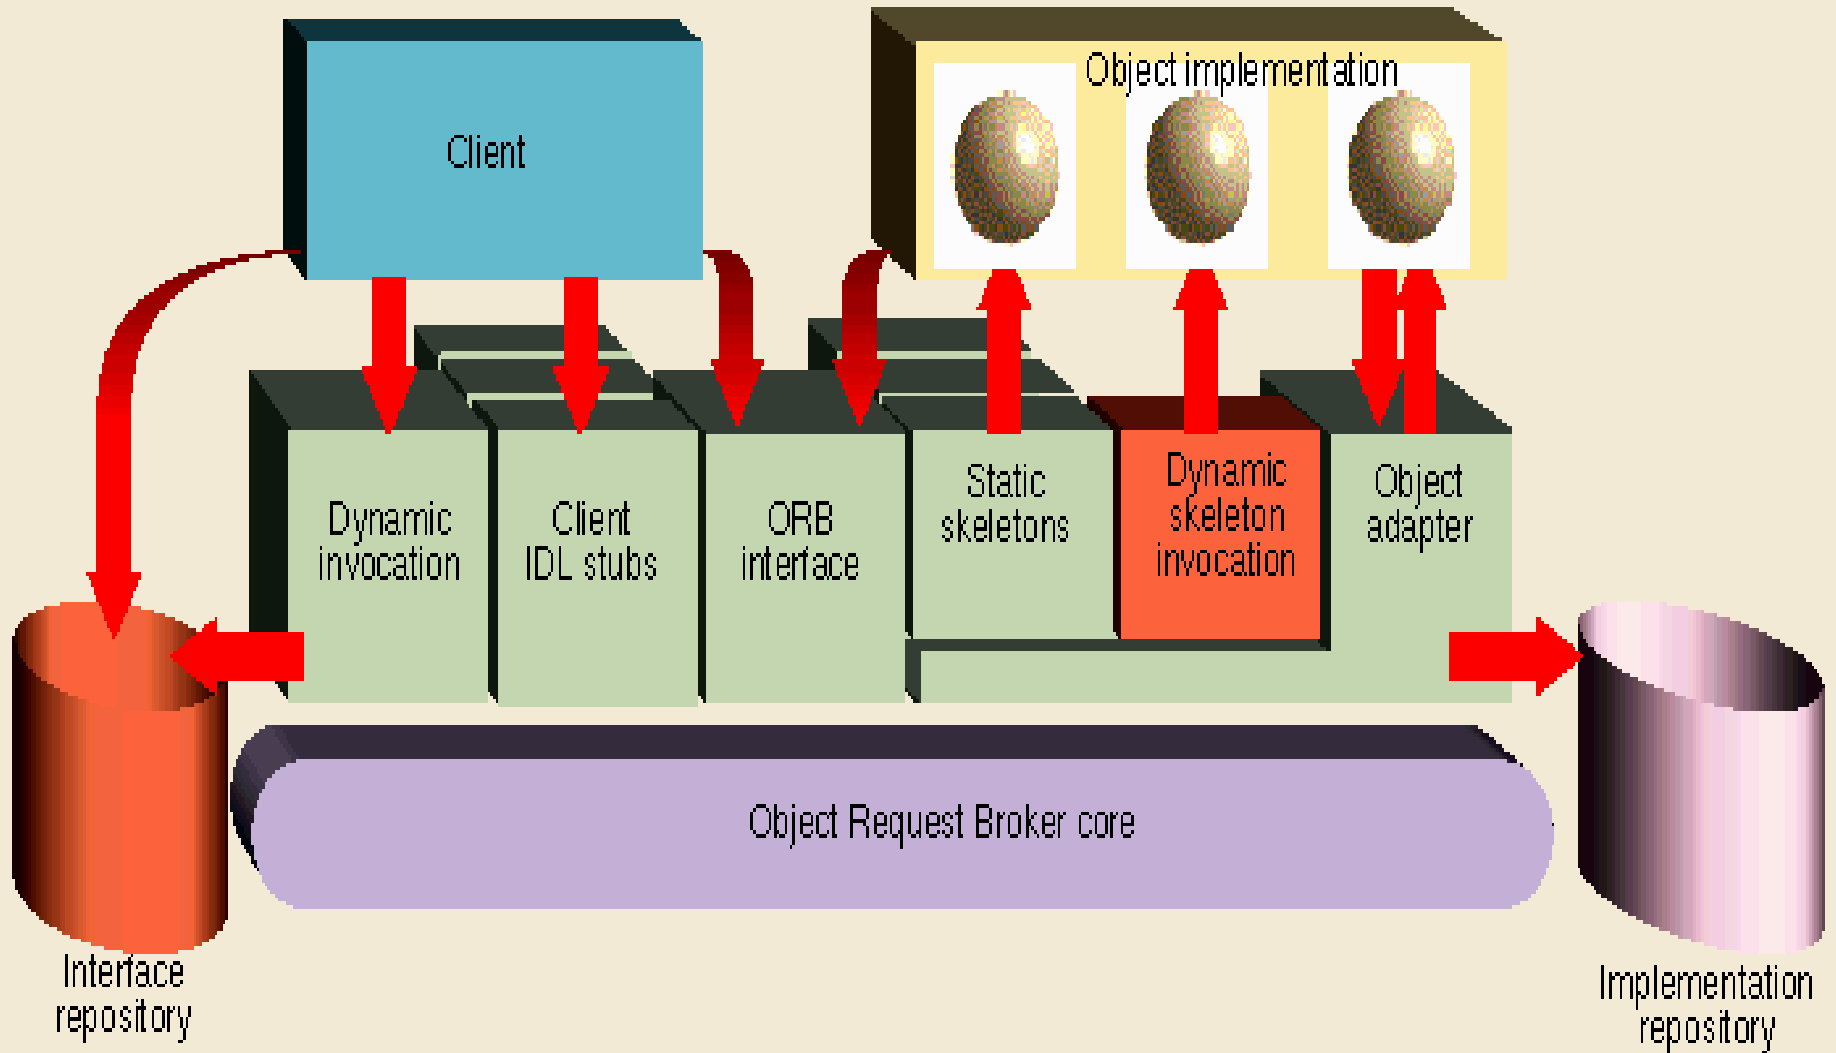 Client
Object implementation
Dynamic
invocation
Client
IDL stubs
ORB
interface
Static
skeletons
Dynamic
skeleton
invocation
Object
adapter
Object Request Broker core
Interface
repository
Implementation
repository